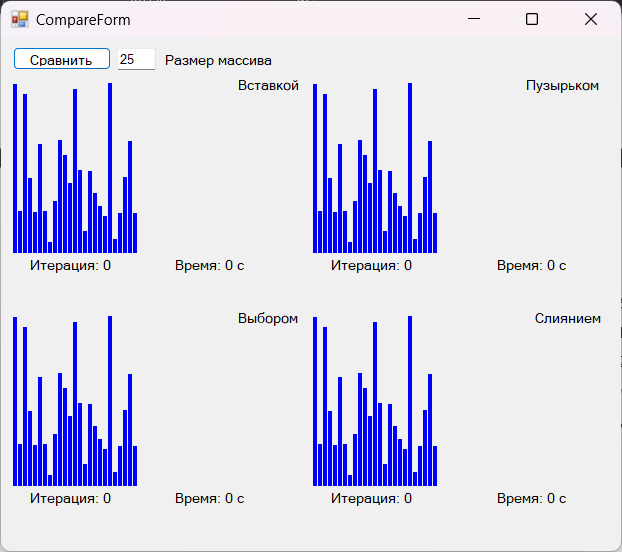 CompareForm
Сравнить 25 Размер массива
Вставкой Пузырьком
Итерация: 0 Время: 0 с Итерация: 0 Время: 0 с
Выбором Слиянием
Итерация: 0 Время: 0 с Итерация: 0 Время: 0 с